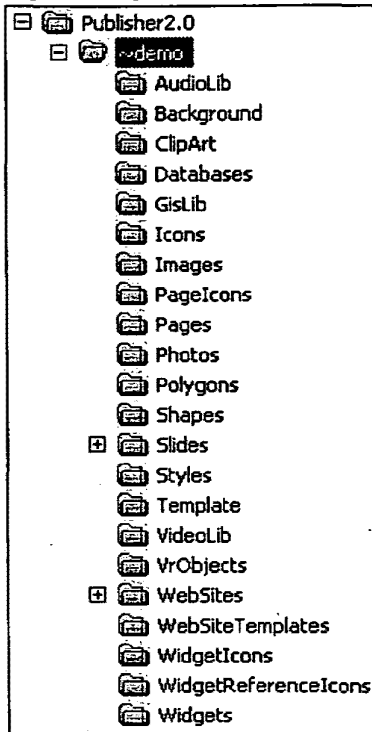 Publisher2.0
~demo
AudioLib
Background
ClipArt
Databases
GisLib
Icons
Images
PageIcons
Pages
Photos
Polygons
Shapes
Slides
Styles
Template
VideoLib
VrObjects
WebSites
WebSiteTemplates
WidgetIcons
WidgetReferenceIcons
Widgets